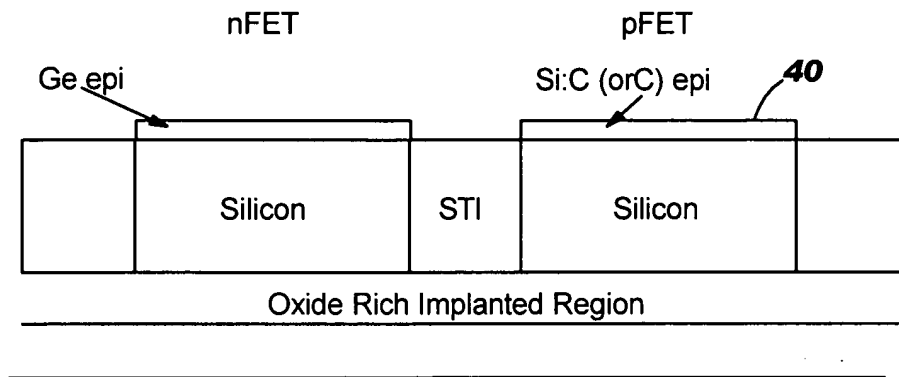 nFET
pFET
Ge epi
Si:C (orC) epi
40
Silicon
STI
Silicon
Oxide Rich Implanted Region